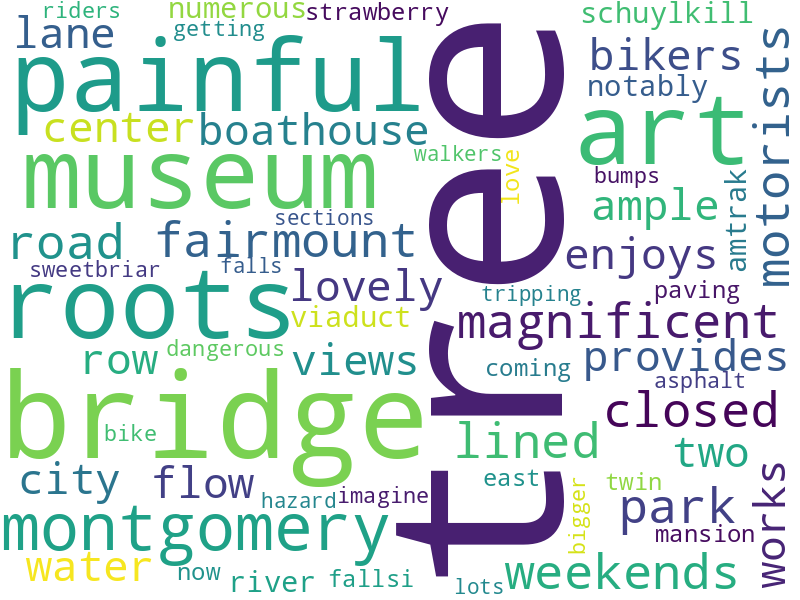 riders
numerous
strawberry
schuylkill
lane
getting
painful
bikers
motorists
notably
center
boathouse
art
museum
walkers
love
bumps
amtrak
ample
sections
road
fairmount
enjoys
sweetbriar
falls
lovely
roots
tripping
paving
viaduct
magnificent
tree
row
dangerous
views
coming
provides
asphalt
bridge
closed
bike
lined
two
city
flow
east
twin
works
hazard
imagine
bigger
park
montgomery
mansion
water
now
river
fallsi
lots
weekends